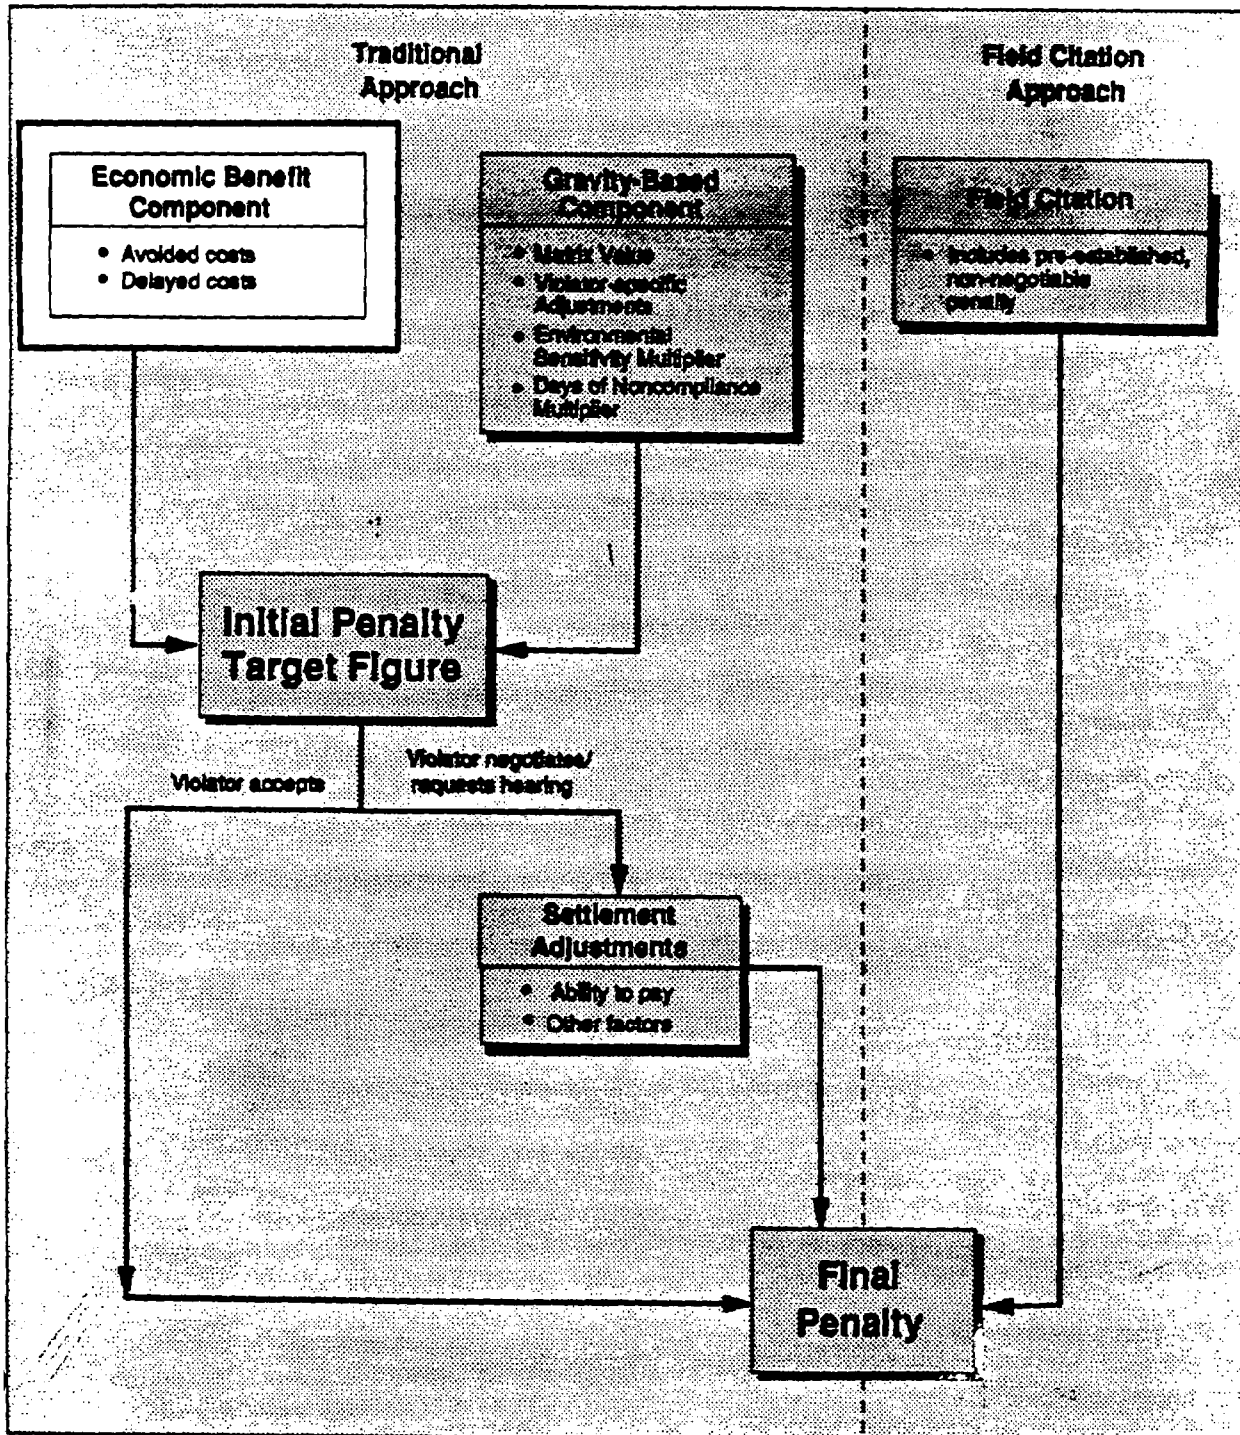 Traditional
Approach
Field Citation
Approach
Economic Benefit
Component
• Avoided costs
• Delayed costs
Gravity-Based
Component
• Matrix Value
• Violator-specific
Adjustments
• Environmental
Sensitivity Multiplier
• Days of Noncompliance
Multiplier
Field Citation
• Includes pre-established,
non-negotiable
penalty
Initial Penalty
Target Figure
Violator accepts
Violator negotiates/
requests hearing
Settlement
Adjustments
• Ability to pay
• Other factors
Final
Penalty